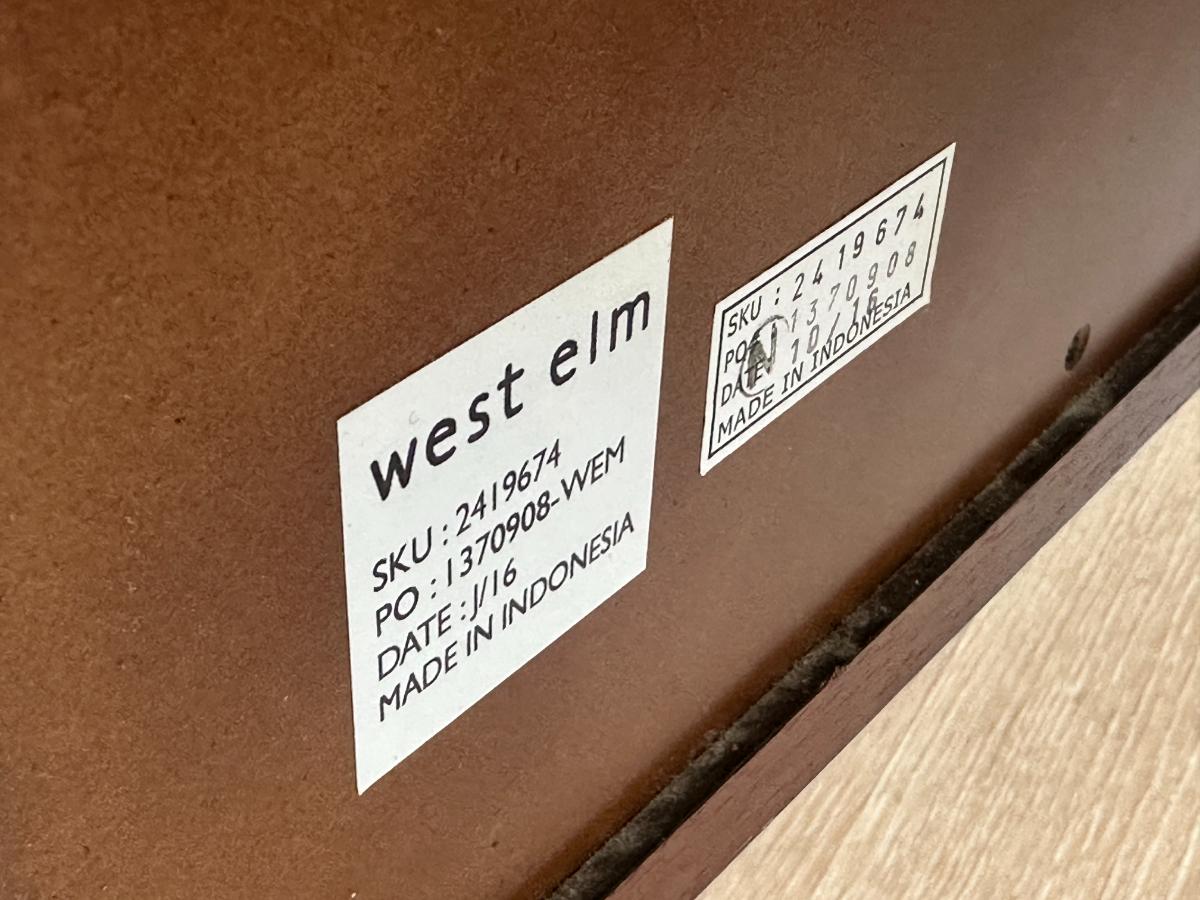 west elm
SKU : 2419674
PO : 1370908-WEM
DATE : J/16
MADE IN INDONESIA
SKU : 2419674
PO : 1370908
DATE : 10/16
MADE IN INDONESIA